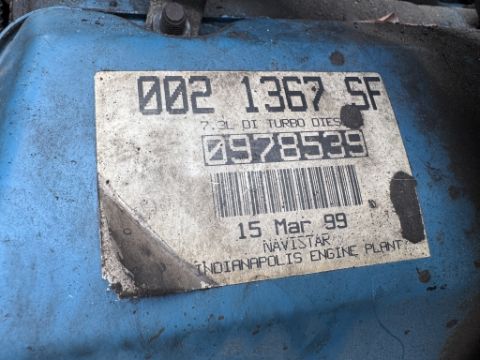 002 1367 SF
7.3L DI TURBO DIES
0978539
15 Mar 99
NAVISTAR
INDIANAPOLIS ENGINE PLANT